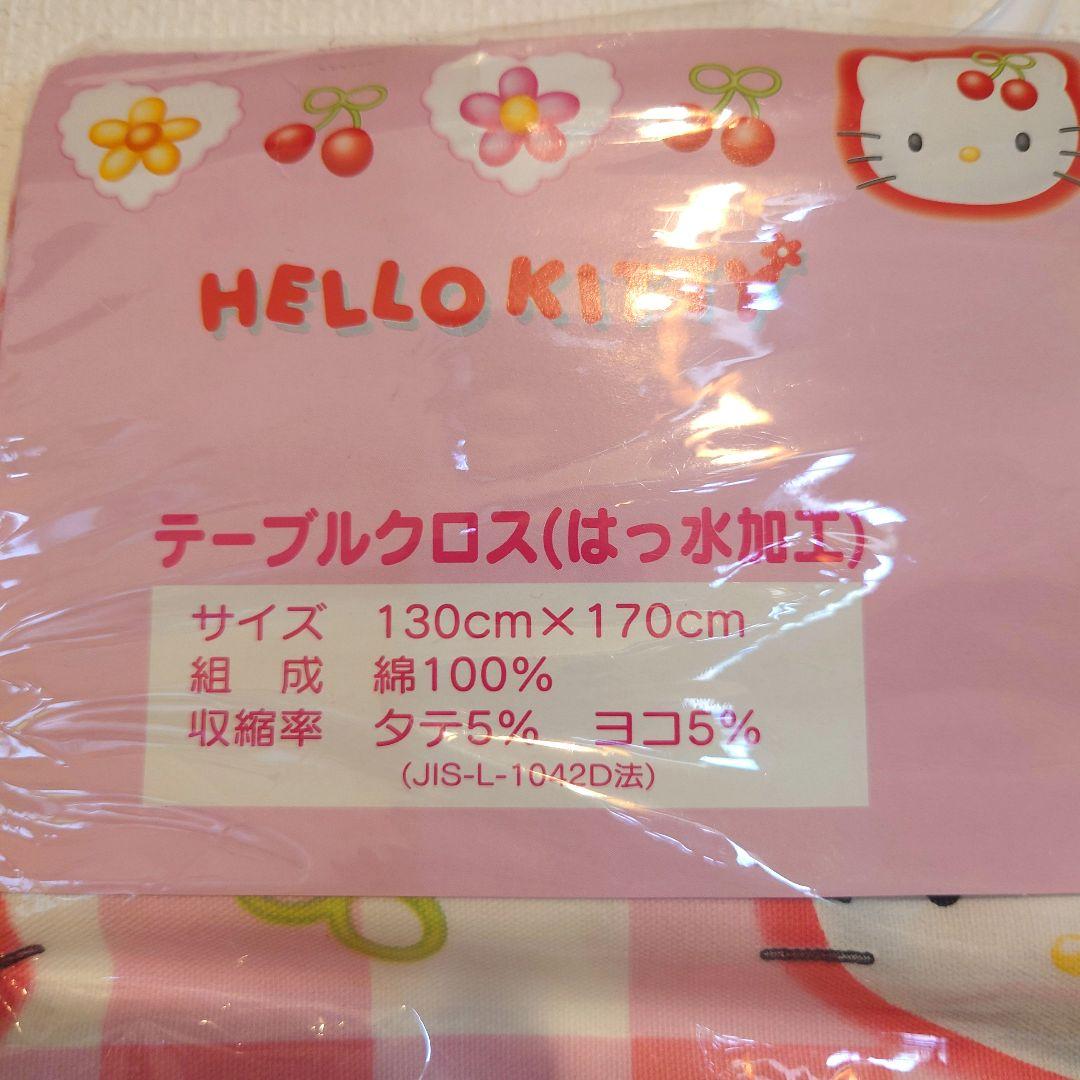 HELLO KITTY
テーブルクロス(はっ水加工)
サイズ 130cm×170cm
組 成 綿100%
収縮率 タテ5% ヨコ5%
(JIS-L-1042D法)